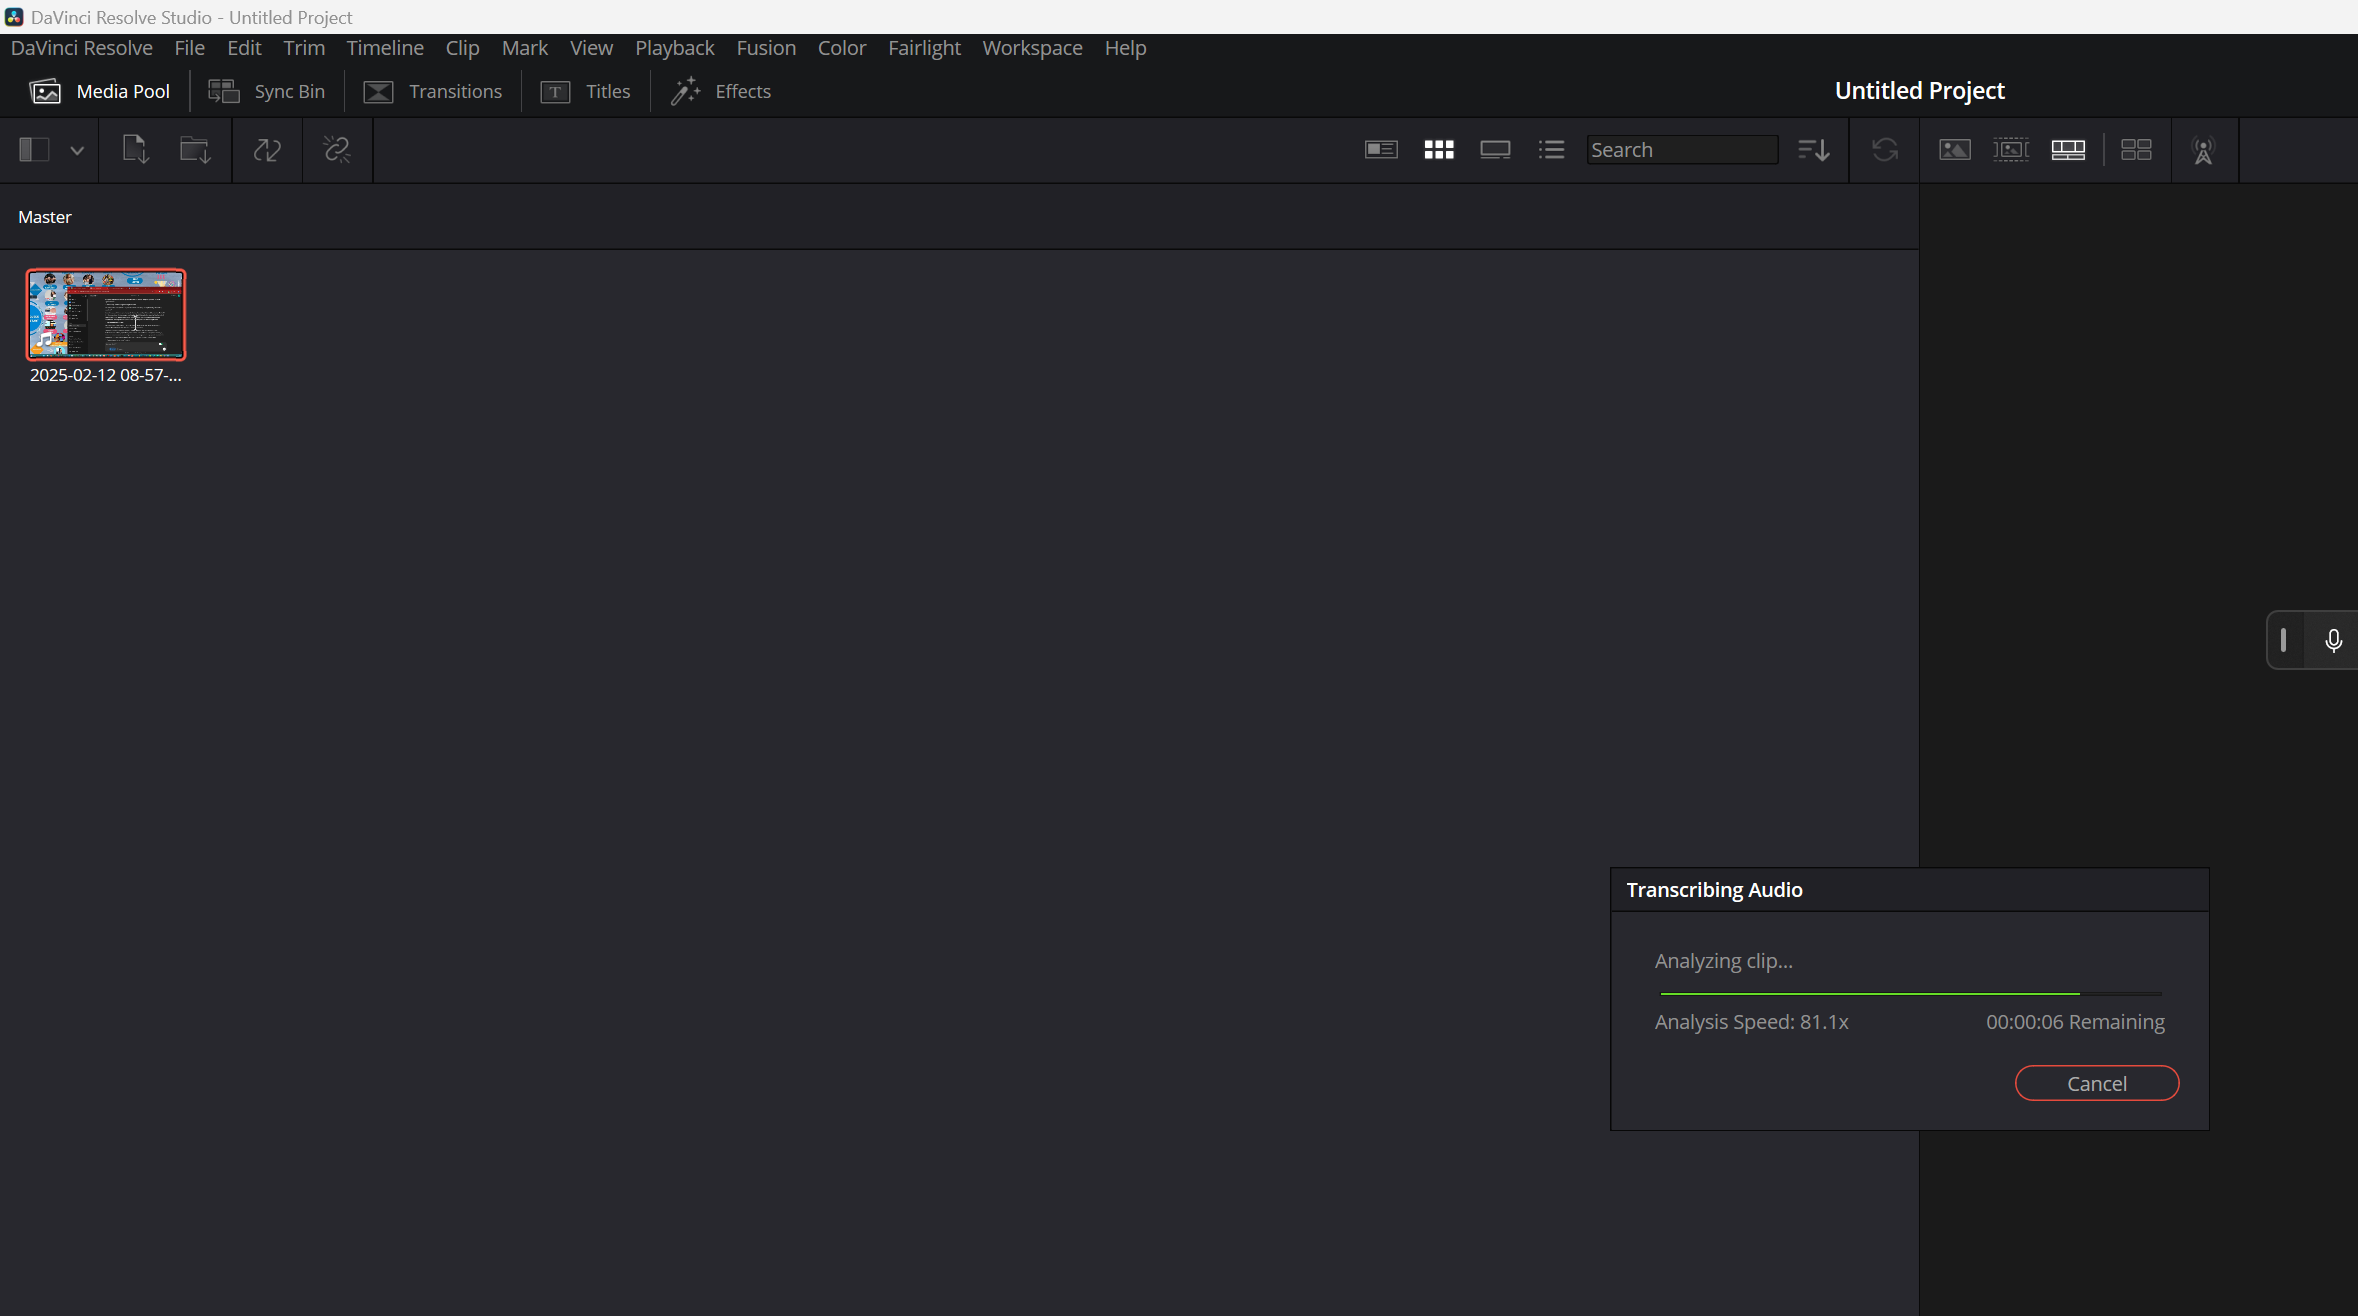 DaVinci Resolve Studio - Untitled Project
DaVinci Resolve File Edit Trim Timeline Clip Mark View Playback Fusion Color Fairlight Workspace Help
Media Pool Sync Bin Transitions Titles Effects Untitled Project
Search
Master
2025-02-12 08-57-...
Transcribing Audio
Analyzing clip...
Analysis Speed: 81.1x 00:00:06 Remaining
Cancel